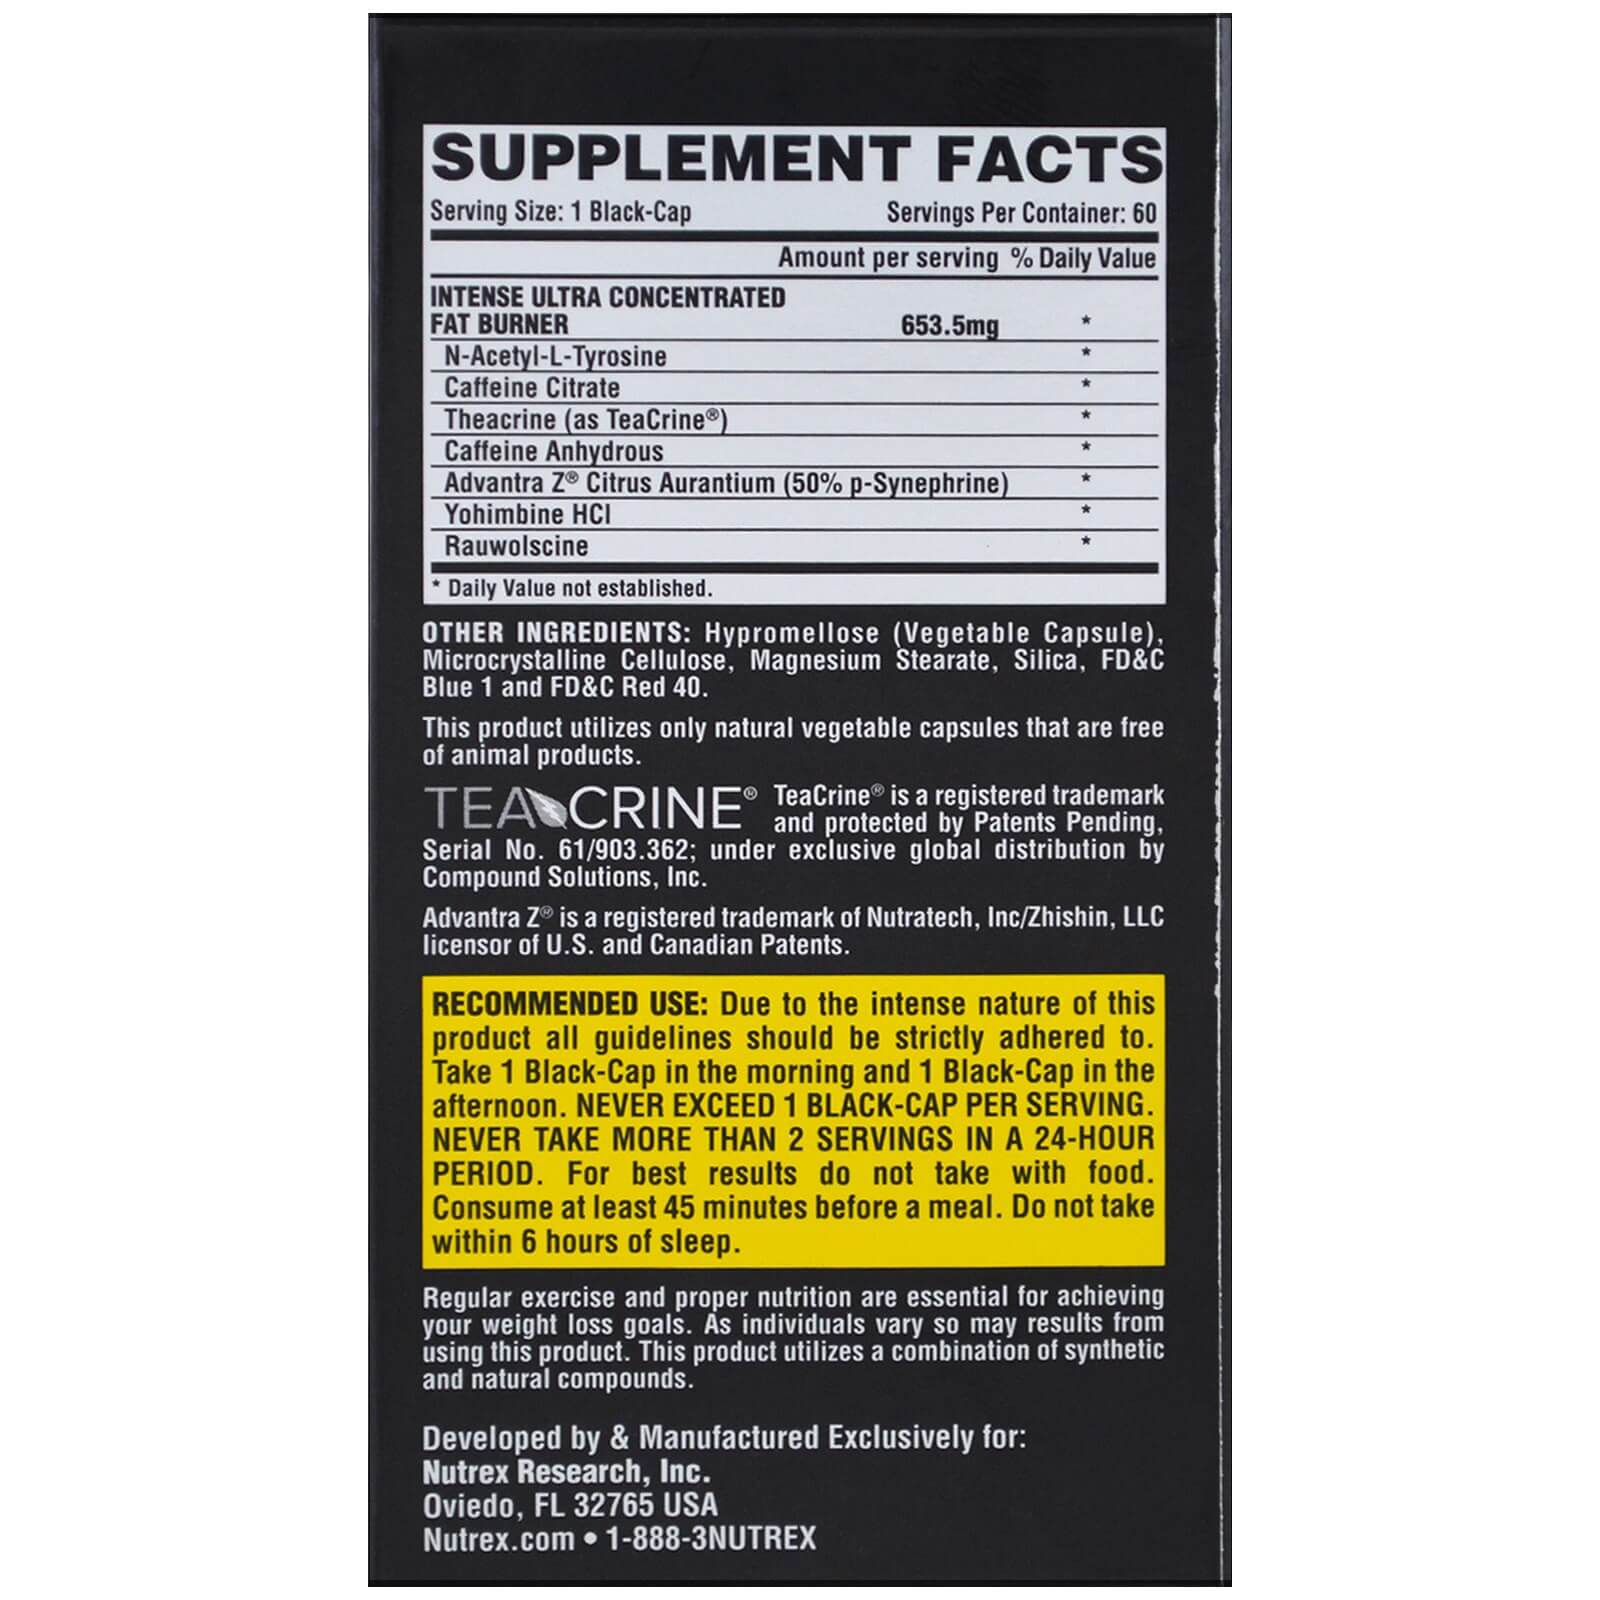 SUPPLEMENT FACTS
Serving Size: 1 Black-Cap Servings Per Container: 60
Amount per serving % Daily Value
INTENSE ULTRA CONCENTRATED
FAT BURNER 653.5mg *
N-Acetyl-L-Tyrosine *
Caffeine Citrate *
Theacrine (as TeaCrine®) *
Caffeine Anhydrous *
Advantra Z® Citrus Aurantium (50% p-Synephrine) *
Yohimbine HCl *
Rauwolscine *
* Daily Value not established.
OTHER INGREDIENTS: Hypromellose (Vegetable Capsule),
Microcrystalline Cellulose, Magnesium Stearate, Silica, FD&C
Blue 1 and FD&C Red 40.
This product utilizes only natural vegetable capsules that are free
of animal products.
TEACRINE® TeaCrine® is a registered trademark
and protected by Patents Pending,
Serial No. 61/903.362; under exclusive global distribution by
Compound Solutions, Inc.
Advantra Z® is a registered trademark of Nutratech, Inc/Zhishin, LLC
licensor of U.S. and Canadian Patents.
RECOMMENDED USE: Due to the intense nature of this
product all guidelines should be strictly adhered to.
Take 1 Black-Cap in the morning and 1 Black-Cap in the
afternoon. NEVER EXCEED 1 BLACK-CAP PER SERVING.
NEVER TAKE MORE THAN 2 SERVINGS IN A 24-HOUR
PERIOD. For best results do not take with food.
Consume at least 45 minutes before a meal. Do not take
within 6 hours of sleep.
Regular exercise and proper nutrition are essential for achieving
your weight loss goals. As individuals vary so may results from
using this product. This product utilizes a combination of synthetic
and natural compounds.
Developed by & Manufactured Exclusively for:
Nutrex Research, Inc.
Oviedo, FL 32765 USA
Nutrex.com • 1-888-3NUTREX